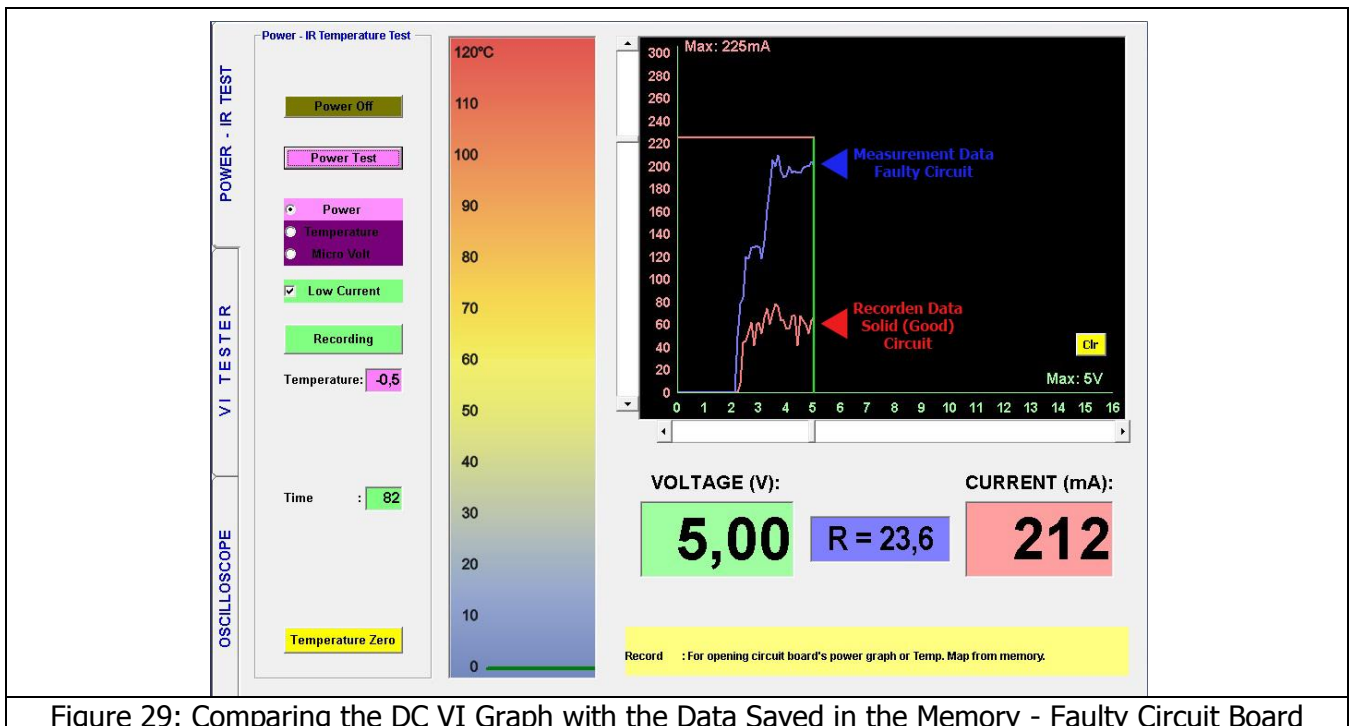 Power - IR Temperature Test
POWER - IR TEST
VI TESTER
OSCILLOSCOPE
Power Off
Power Test
Power
Temperature
Micro Volt
Low Current
Recording
Temperature: -0,5
Time : 82
Temperature Zero
120°C
110
100
90
80
70
60
50
40
30
20
10
0
Max: 225mA
300
280
260
240
220
200
180
160
140
120
100
80
60
40
20
0
Measurement Data
Faulty Circuit
Recorden Data
Solid (Good)
Circuit
Clr
Max: 5V
0 1 2 3 4 5 6 7 8 9 10 11 12 13 14 15 16
VOLTAGE (V): CURRENT (mA):
5,00 R = 23,6 212
Record : For opening circuit board's power graph or Temp. Map from memory.
Figure 29: Comparing the DC VI Graph with the Data Saved in the Memory - Faulty Circuit Board